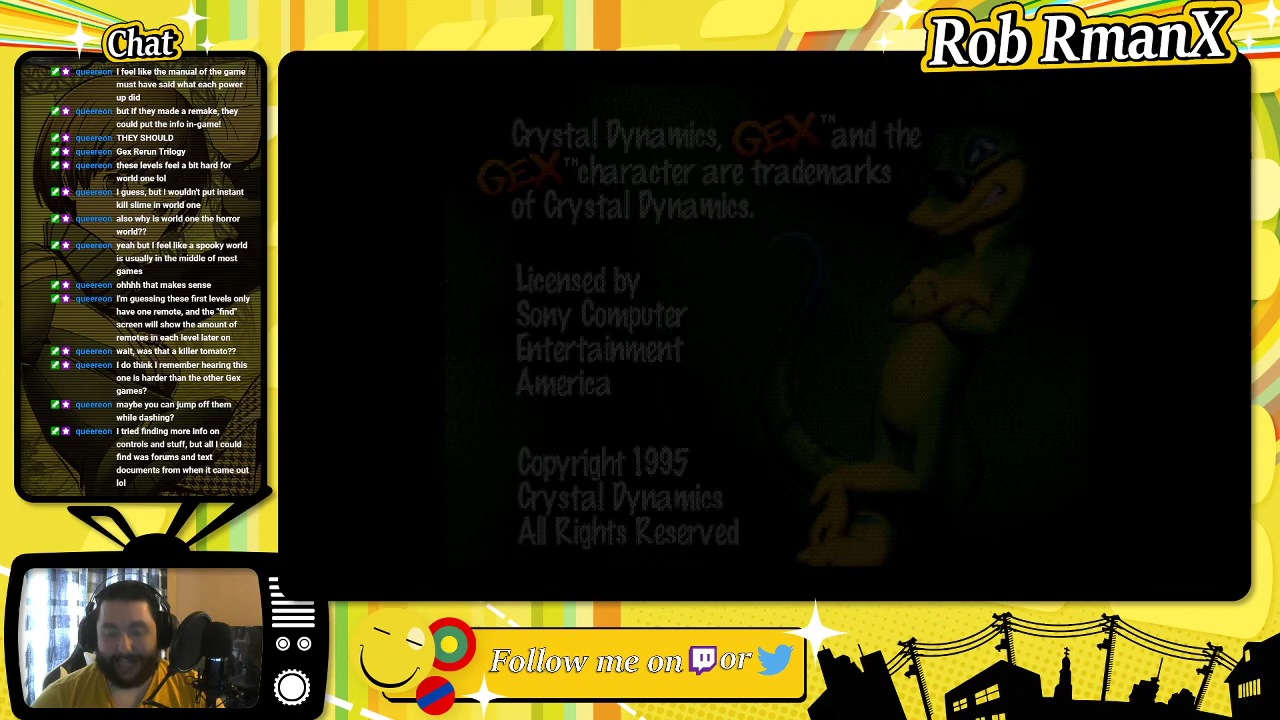 Chat
Rob RmanX
queereon I feel like the manual of the game
must have said what each power
up did
queereon but if they made a remake, they
could put the info in-game!
queereon THEY SHOULD
queereon Gex Rerun Trilogy
queereon these levels feel a bit hard for
world one lol
queereon I guess, but I wouldn't put instant
kill slime in world one
queereon also why is world one the horror
world??
queereon yeah but I feel like a spooky world
is usually in the middle of most
games
queereon ohhhh that makes sense
queereon I'm guessing these first levels only
have one remote, and the "find"
screen will show the amount of
remotes in each level later on
queereon wait, was that a killer tomato??
queereon I do think I remember hearing this
one is harder than the other Gex
games?
queereon maybe you can jump off them
while dashing?
queereon I tried finding more info on
controls and stuff, but all I could
find was forums and text
documents from when it came out
lol
Crystal Dynamics TM and the
TM character are trademarks
of Crystal Dynamics
Licensed by
Sony Computer
Entertainment
America
Copyright
Crystal Dynamics
All Rights Reserved
Follow me on or